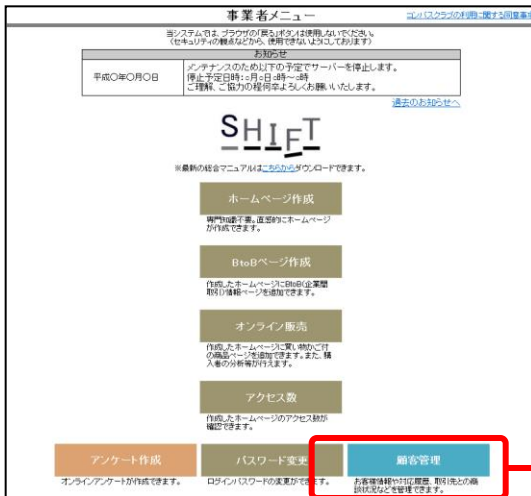 事業者メニュー
コンパスクラブの利用に関する同意事項
当システムでは、ブラウザの「戻る」ボタンは使用しないでください。
(セキュリティの観点などから、使用できないようにしております)
お知らせ
平成〇年〇月〇日
メンテナンスのため以下の予定でサーバーを停止します。
停止予定日時:○月○日○時～○時
ご理解、ご協力の程何卒よろしくお願いいたします。
過去のお知らせへ
SHIFT
※最新の総合マニュアルはこちらからダウンロードできます。
ホームページ作成
専門知識不要。直感的にホームページ
が作成できます。
BtoBページ作成
作成したホームページにBtoB(企業間
取引)情報ページを追加できます。
オンライン販売
作成したホームページに買い物かご付
の商品ページを追加できます。また、購
入者の分析等が行えます。
アクセス数
作成したホームページのアクセス数が
確認できます。
アンケート作成
オンラインアンケートが作成できます。
パスワード変更
ログインパスワードの変更ができます。
顧客管理
お客様情報や対応履歴、取引先との商
談状況などを管理できます。